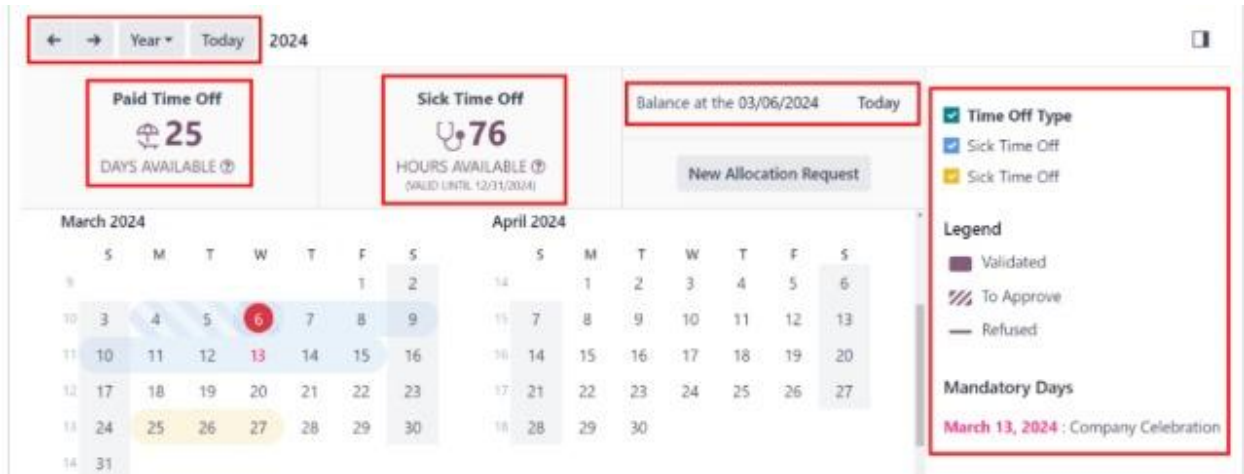 ← → Year Today 2024
Paid Time Off
25
DAYS AVAILABLE
Sick Time Off
76
HOURS AVAILABLE
(VALID UNTIL 12/31/2024)
Balance at the 03/06/2024 Today
New Allocation Request
March 2024
S M T W T F S
9 1 2
10 3 4 5 6 7 8 9
11 10 11 12 13 14 15 16
12 17 18 19 20 21 22 23
13 24 25 26 27 28 29 30
14 31
April 2024
S M T W T F S
14 1 2 3 4 5 6
15 7 8 9 10 11 12 13
16 14 15 16 17 18 19 20
17 21 22 23 24 25 26 27
18 28 29 30
Time Off Type
Sick Time Off
Sick Time Off
Legend
Validated
To Approve
Refused
Mandatory Days
March 13, 2024 : Company Celebration